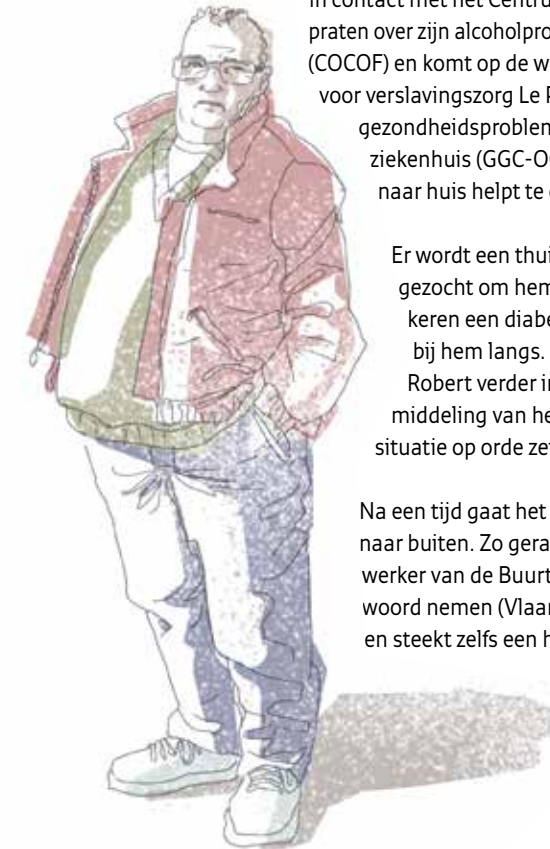 in contact met het Centru
praten over zijn alcoholpro
(COCOF) en komt op de w
voor verslavingszorg Le P
gezondheidsproblem
ziekenhuis (GGC-O
naar huis helpt te
Er wordt een thui
gezocht om hem
keren een diabe
bij hem langs.
Robert verder i
middeling van he
situatie op orde ze
Na een tijd gaat het
naar buiten. Zo gera
werker van de Buurt
woord nemen (Vlaa
en steekt zelfs een h